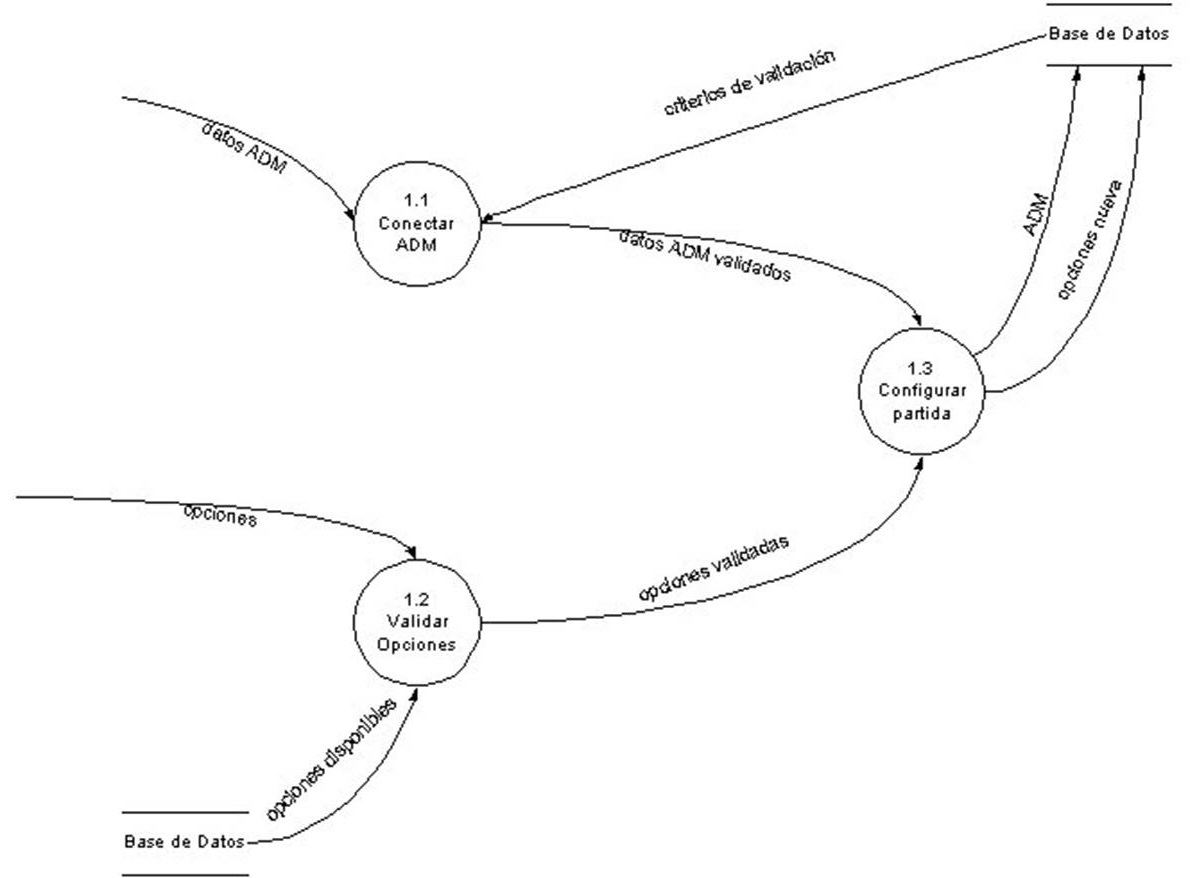 Base de Datos
criterios de validación
datos ADM
1.1
Conectar
ADM
datos ADM validados
ADM
opciones nueva
1.3
Configurar
partida
opciones
opciones validadas
1.2
Validar
Opciones
opciones disponibles
Base de Datos